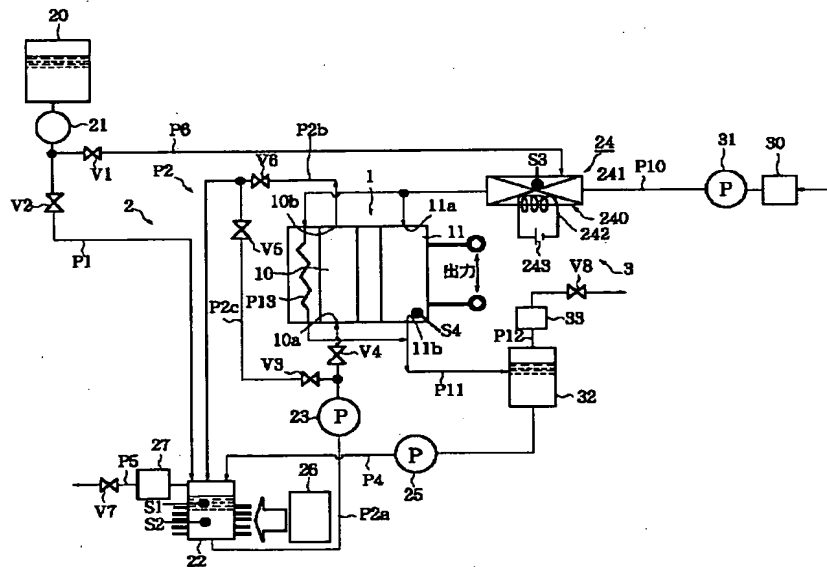 20
21
P6
P2b
V6
V1
P2
V2
2
P1
1
10b
11a
11
S3
24
241
240
242
243
P10
31
P
30
V5
P2c
10
P13
出力
3
V8
33
P12
10a
S4
11b
V4
V3
P11
32
23
P
P4
P
25
27
P5
V7
S1
S2
22
26
P2a